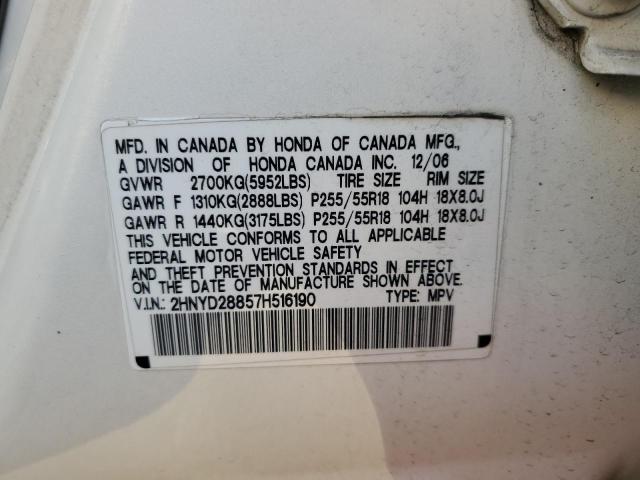 MFD. IN CANADA BY HONDA OF CANADA MFG.,
A DIVISION OF HONDA CANADA INC. 12/06
GVWR 2700KG(5952LBS) TIRE SIZE RIM SIZE
GAWR F 1310KG(2888LBS) P255/55R18 104H 18X8.0J
GAWR R 1440KG(3175LBS) P255/55R18 104H 18X8.0J
THIS VEHICLE CONFORMS TO ALL APPLICABLE
FEDERAL MOTOR VEHICLE SAFETY
AND THEFT PREVENTION STANDARDS IN EFFECT
ON THE DATE OF MANUFACTURE SHOWN ABOVE.
V.I.N.: 2HNYD28857H516190 TYPE: MPV